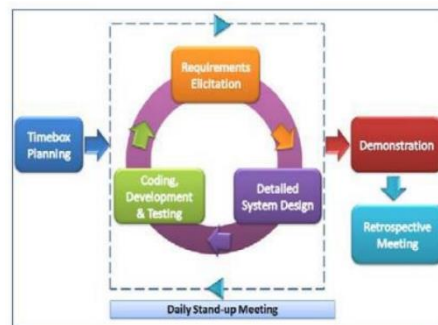 Requirements
Elicitation
Timebox
Planning
Demonstration
Coding,
Development
& Testing
Detailed
System Design
Retrospective
Meeting
Daily Stand-up Meeting